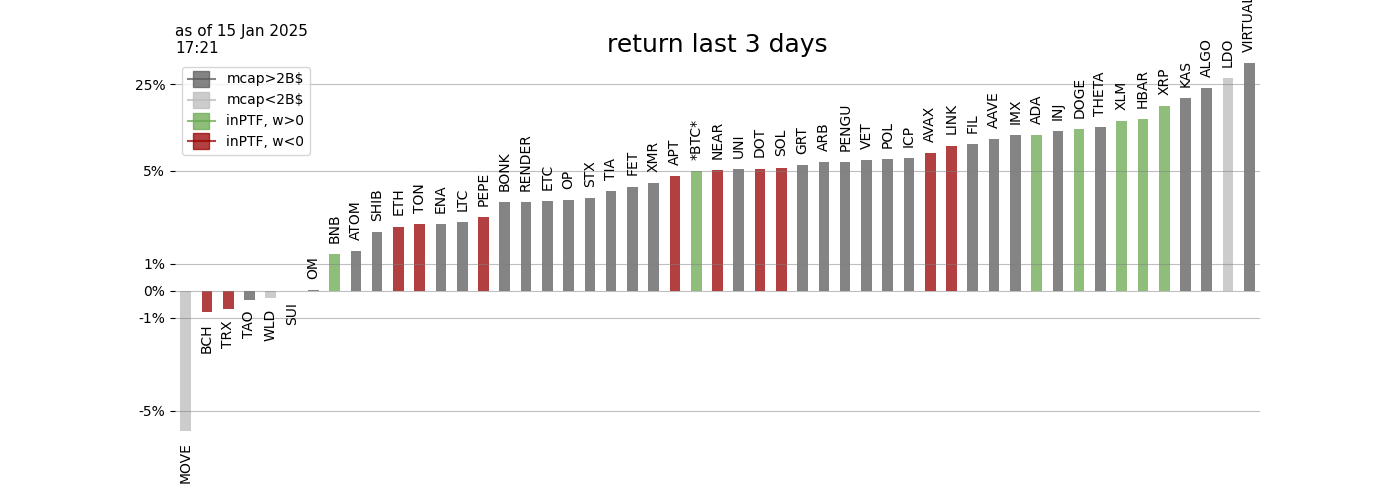 as of 15 Jan 2025
17:21
return last 3 days
mcap>2B$
mcap<2B$
inPTF, w>0
inPTF, w<0
25%
5%
1%
0%
-1%
-5%
MOVE
BCH
TRX
TAO
WLD
SUI
OM
BNB
ATOM
SHIB
ETH
TON
ENA
LTC
PEPE
BONK
RENDER
ETC
OP
STX
TIA
FET
XMR
APT
*BTC*
NEAR
UNI
DOT
SOL
GRT
ARB
PENGU
VET
POL
ICP
AVAX
LINK
FIL
AAVE
IMX
ADA
INJ
DOGE
THETA
XLM
HBAR
XRP
KAS
ALGO
LDO
VIRTUAL